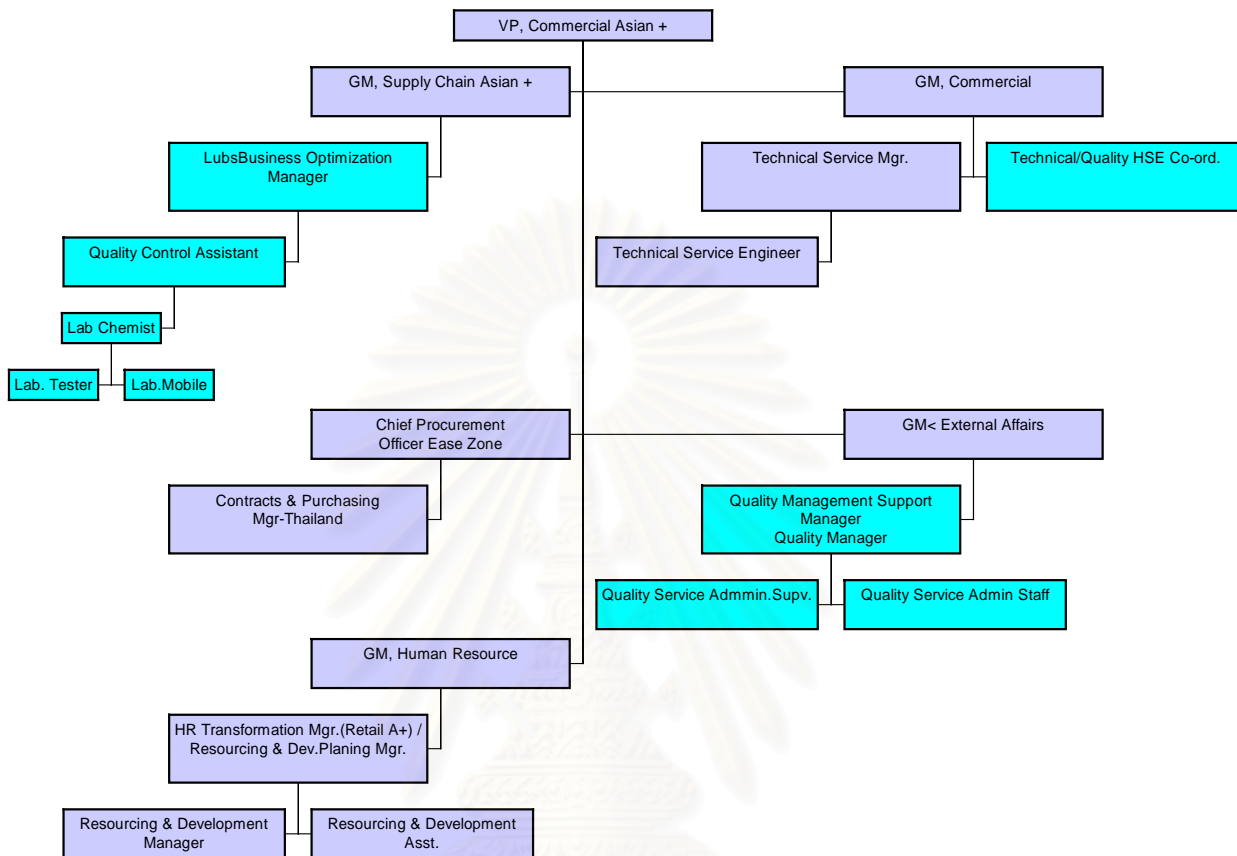 VP, Commercial Asian +
GM, Supply Chain Asian +
GM, Commercial
LubsBusiness Optimization
Manager
Technical Service Mgr.
Technical/Quality HSE Co-ord.
Quality Control Assistant
Technical Service Engineer
Lab Chemist
Lab. Tester
Lab.Mobile
Chief Procurement
Officer Ease Zone
GM< External Affairs
Contracts & Purchasing
Mgr-Thailand
Quality Management Support
Manager
Quality Manager
Quality Service Admmin.Supv.
Quality Service Admin Staff
GM, Human Resource
HR Transformation Mgr.(Retail A+) /
Resourcing & Dev.Planing Mgr.
Resourcing & Development
Manager
Resourcing & Development
Asst.